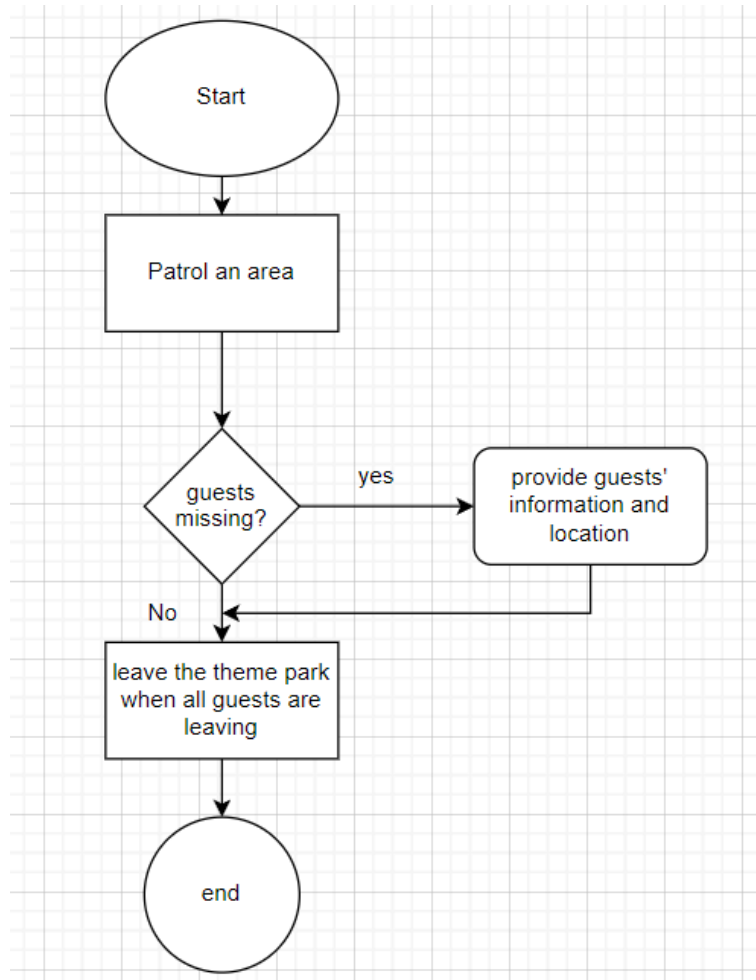 Start
Patrol an area
guests
missing?
yes
provide guests'
information and
location
No
leave the theme park
when all guests are
leaving
end